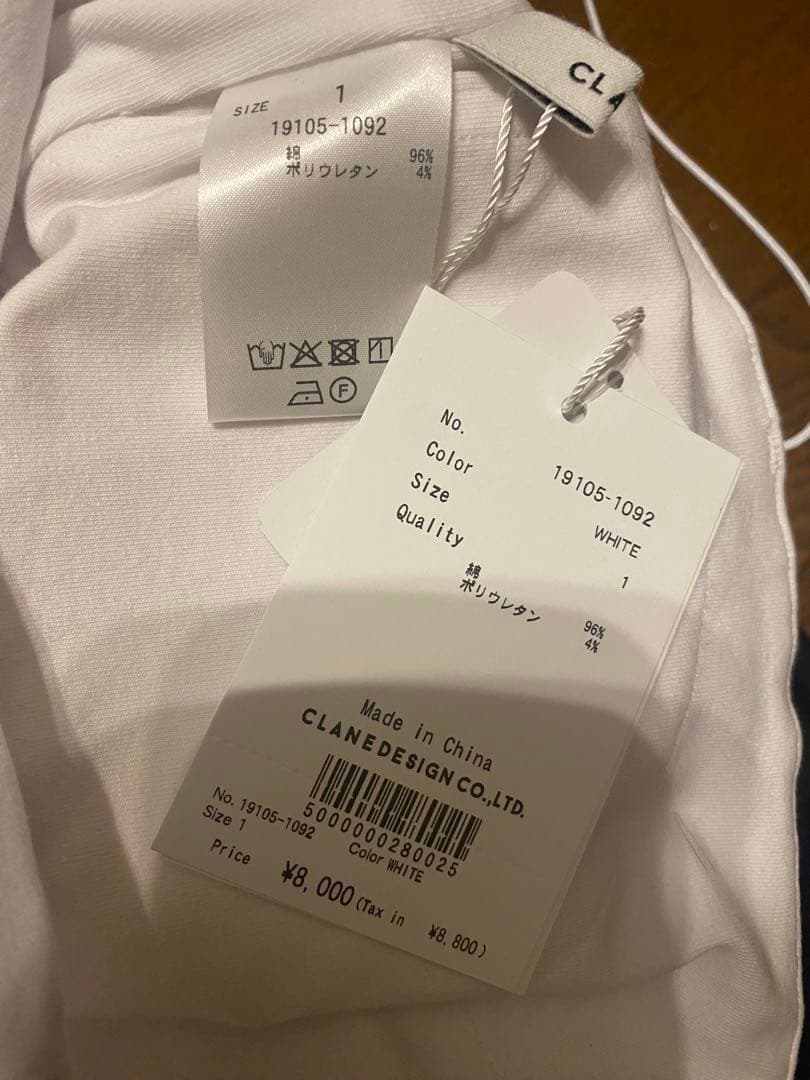 CLA
SIZE 1
19105-1092
綿 96%
ポリウレタン 4%
F
No. 19105-1092
Color WHITE
Size 1
Quality
綿 96%
ポリウレタン 4%
Made in China
CLANE DESIGN CO.,LTD.
5000000280025
No. 19105-1092
Size 1 Color WHITE
Price ¥8,000 (Tax in ¥8,800)